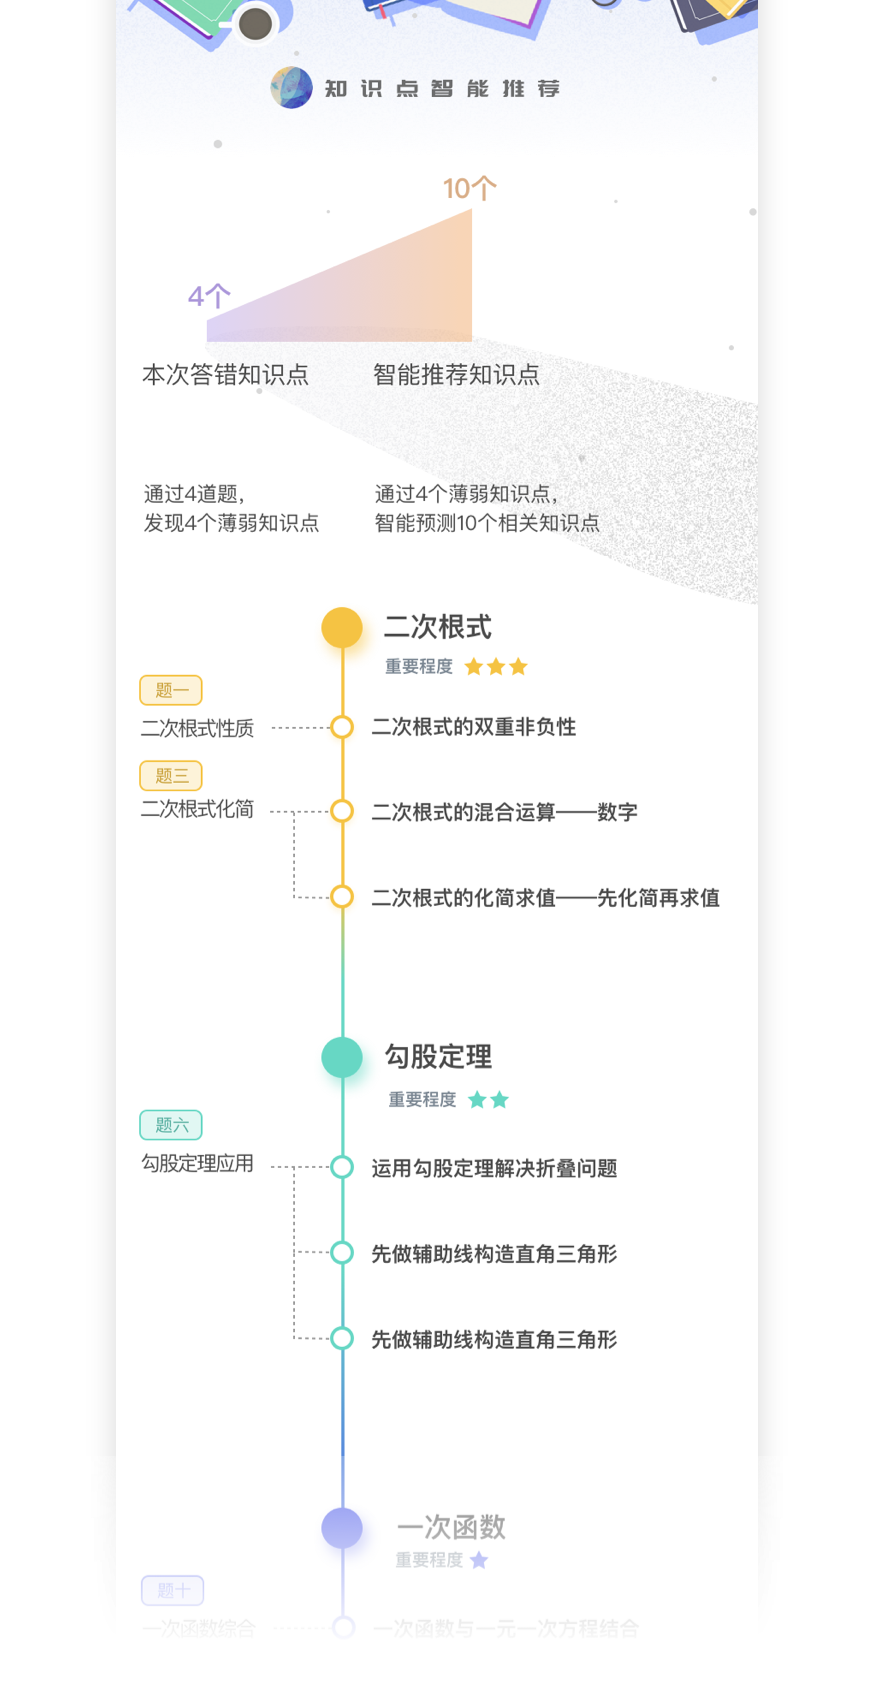 知识点智能推荐
10个
4个
本次答错知识点
智能推荐知识点
通过4道题,
发现4个薄弱知识点
通过4个薄弱知识点,
智能预测10个相关知识点
二次根式
重要程度
题一
二次根式性质
二次根式的双重非负性
题三
二次根式化简
二次根式的混合运算——数字
二次根式的化简求值——先化简再求值
勾股定理
重要程度
题六
勾股定理应用
运用勾股定理解决折叠问题
先做辅助线构造直角三角形
先做辅助线构造直角三角形
一次函数
重要程度
题十
一次函数综合
一次函数与一元一次方程结合